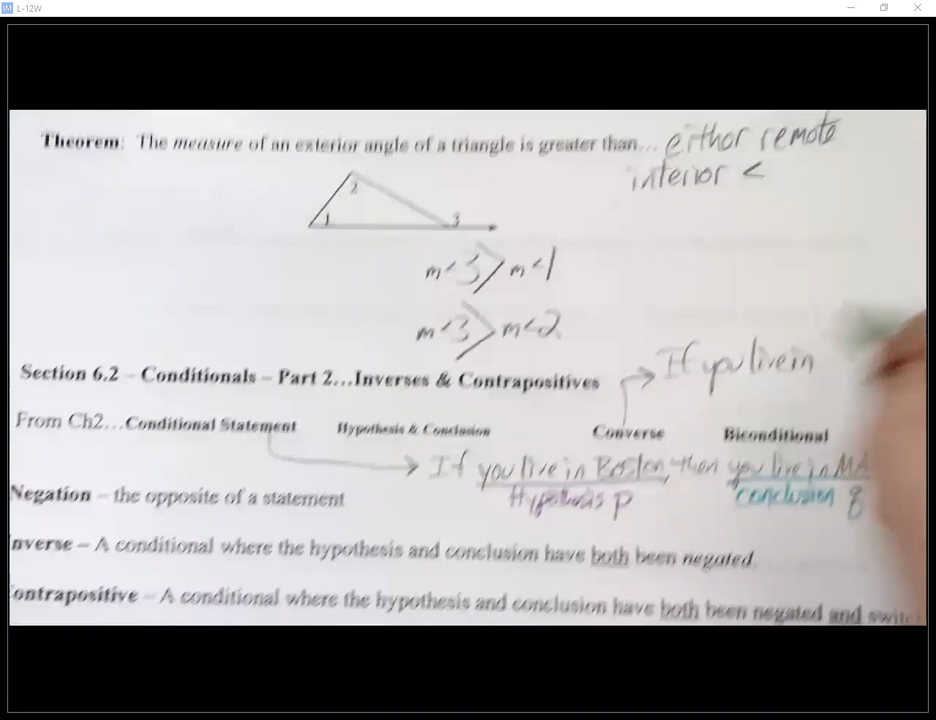 L-12W
Theorem: The measure of an exterior angle of a triangle is greater than... eithor remote
interior <
2
1
3
m<3 > m<1
m<3 > m<2
If you live in
Section 6.2 – Conditionals – Part 2…Inverses & Contrapositives
From Ch2…Conditional Statement Hypothesis & Conclusion Converse Biconditional
If you live in Boston, then you live in MA
Negation – the opposite of a statement
Hypothesis p conclusion q
nverse – A conditional where the hypothesis and conclusion have both been negated.
ontrapositive – A conditional where the hypothesis and conclusion have both been negated and switc